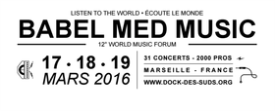 LISTEN TO THE WORLD • ÉCOUTE LE MONDE
BABEL MED MUSIC
12° WORLD MUSIC FORUM
17 • 18 • 19
MARS 2016
31 CONCERTS - 2000 PROS
MARSEILLE - FRANCE
WWW.DOCK-DES-SUDS.ORG